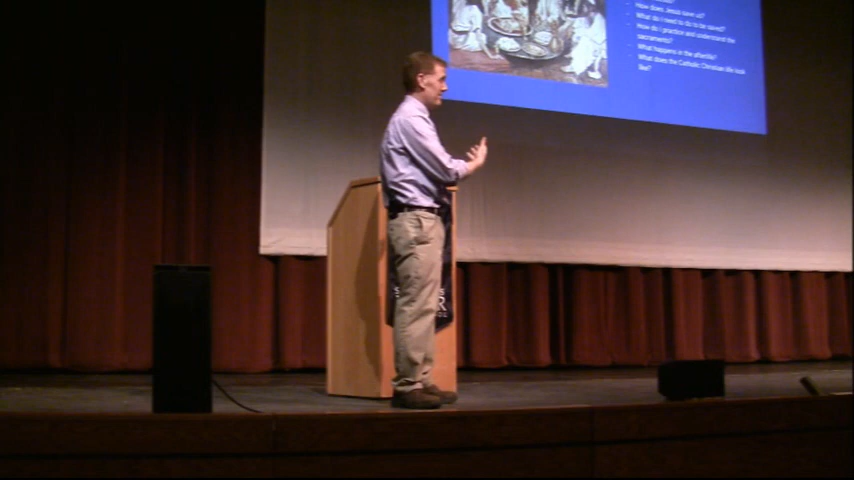 How does Jesus save us?
What do I need to do to be saved?
How do I practice and understand the
sacraments?
What happens in the afterlife?
What does the Catholic Christian life look
like?